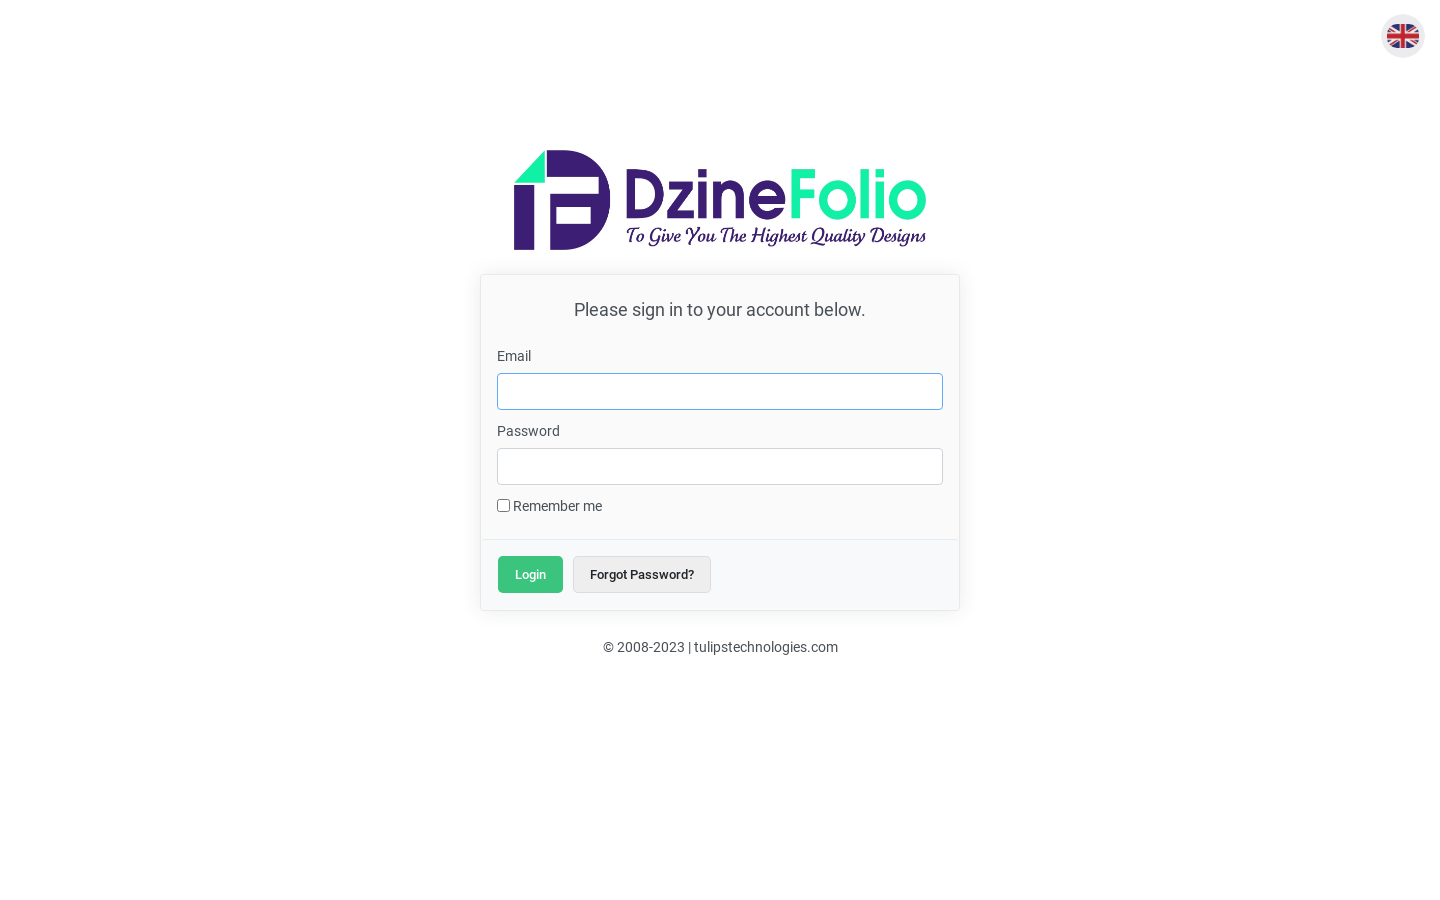 DzineFolio
To Give You The Highest Quality Designs
Please sign in to your account below.
Email
Password
Remember me
Login
Forgot Password?
© 2008-2023 | tulipstechnologies.com